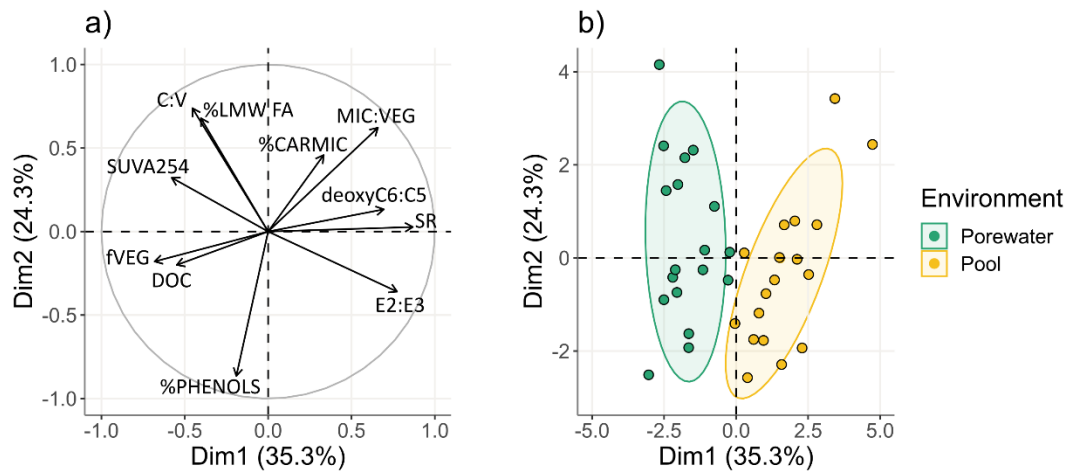 a)
1.0
0.5
0.0
-0.5
-1.0
Dim2 (24.3%)
C:V
%LMW FA
MIC:VEG
%CARMIC
SUVA254
deoxyC6:C5
SR
fVEG
DOC
E2:E3
%PHENOLS
-1.0 -0.5 0.0 0.5 1.0
Dim1 (35.3%)
b)
4
2
0
-2
Dim2 (24.3%)
-5.0 -2.5 0.0 2.5 5.0
Dim1 (35.3%)
Environment
Porewater
Pool